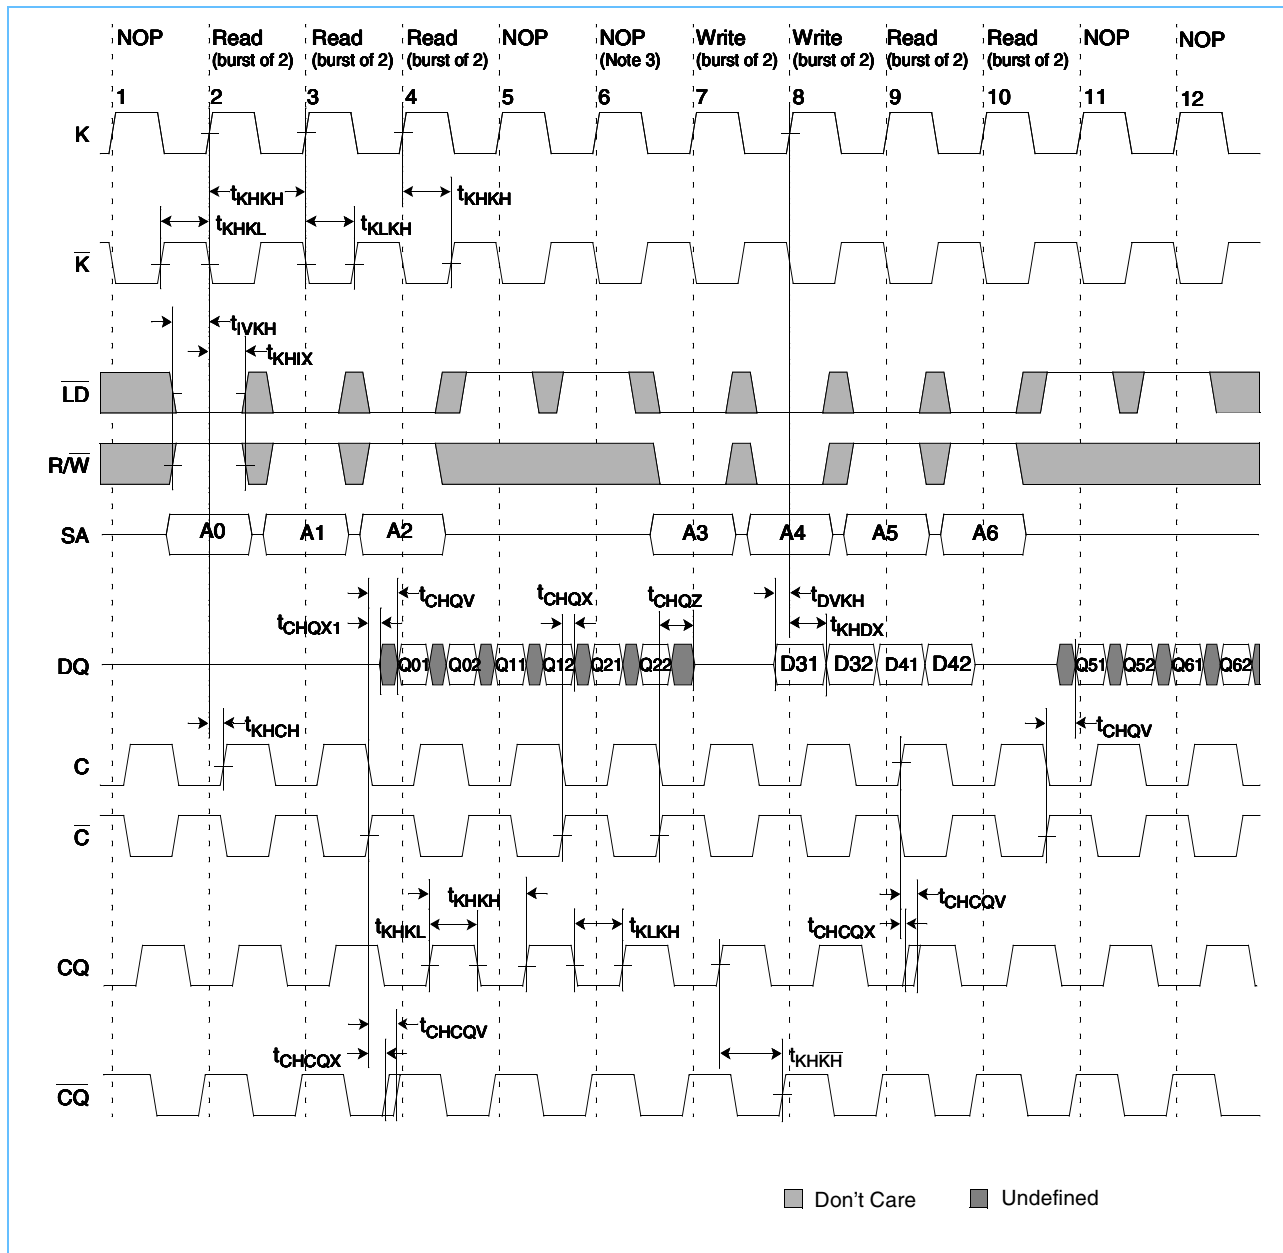 NOP Read Read Read NOP NOP Write Write Read Read NOP NOP
(burst of 2) (burst of 2) (burst of 2) (Note 3) (burst of 2) (burst of 2) (burst of 2) (burst of 2)
1 2 3 4 5 6 7 8 9 10 11 12
K
tKHKH tKHKH
tKHKL tKLKH
K̅
tIVKH
tKHIX
L̅D̅
R/W̅
SA A0 A1 A2 A3 A4 A5 A6
tCHQV tCHQX tCHQZ tDVKH
tCHQX1 tKHDX
DQ Q01 Q02 Q11 Q12 Q21 Q22 D31 D32 D41 D42 Q51 Q52 Q61 Q62
tKHCH tCHQV
C
C̅
tKHKH tCHCQV
tKHKL tKLKH tCHCQX
CQ
tCHCQV
tCHCQX tKHK̅H̅
C̅Q̅
Don't Care Undefined